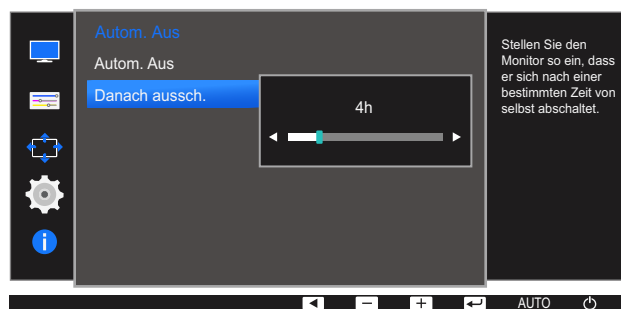 Autom. Aus
Autom. Aus
Danach aussch.
4h
Stellen Sie den
Monitor so ein, dass
er sich nach einer
bestimmten Zeit von
selbst abschaltet.
AUTO